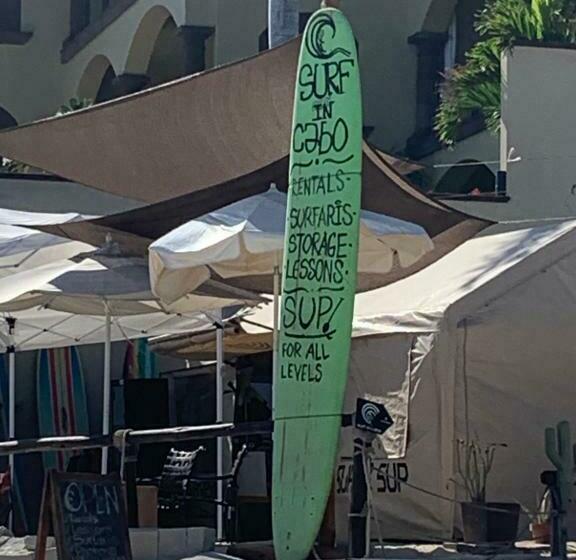 SURF
IN
CabO
RENTALS-
SURFARIS-
STORAGE-
LESSONS-
SUP!
FOR ALL
LEVELS
SUP
OPEN